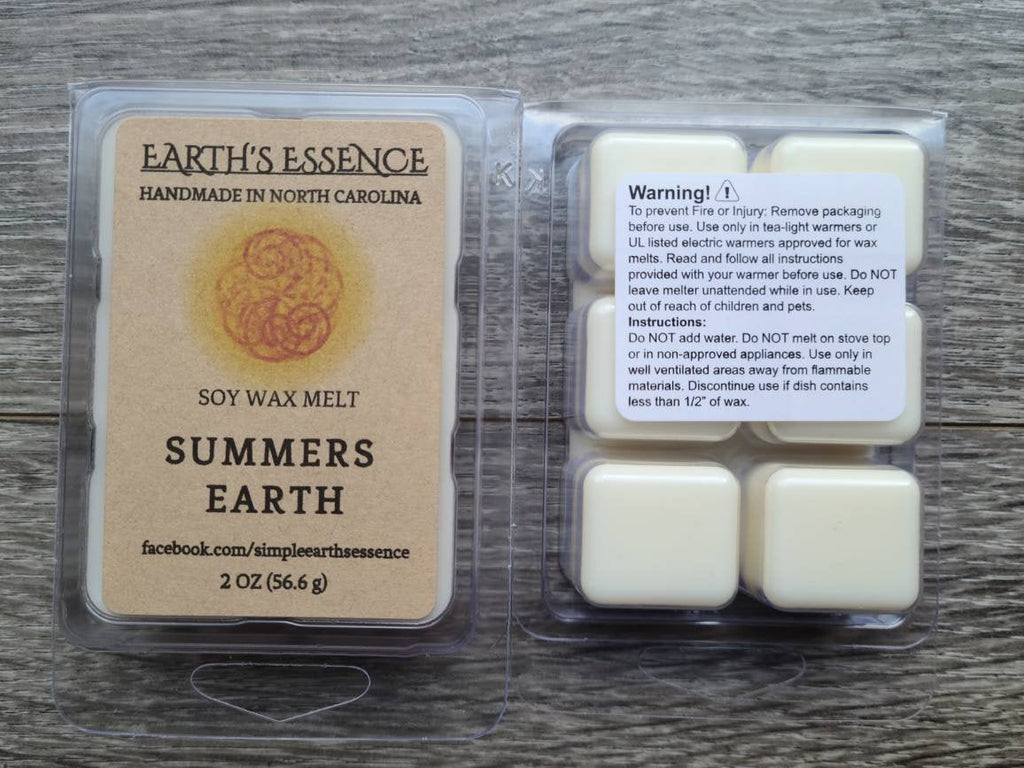 EARTH'S ESSENCE
HANDMADE IN NORTH CAROLINA
SOY WAX MELT
SUMMERS
EARTH
facebook.com/simpleearthsessence
2 OZ (56.6 g)
K K
Warning!
To prevent Fire or Injury: Remove packaging
before use. Use only in tea-light warmers or
UL listed electric warmers approved for wax
melts. Read and follow all instructions
provided with your warmer before use. Do NOT
leave melter unattended while in use. Keep
out of reach of children and pets.
Instructions:
Do NOT add water. Do NOT melt on stove top
or in non-approved appliances. Use only in
well ventilated areas away from flammable
materials. Discontinue use if dish contains
less than 1/2" of wax.